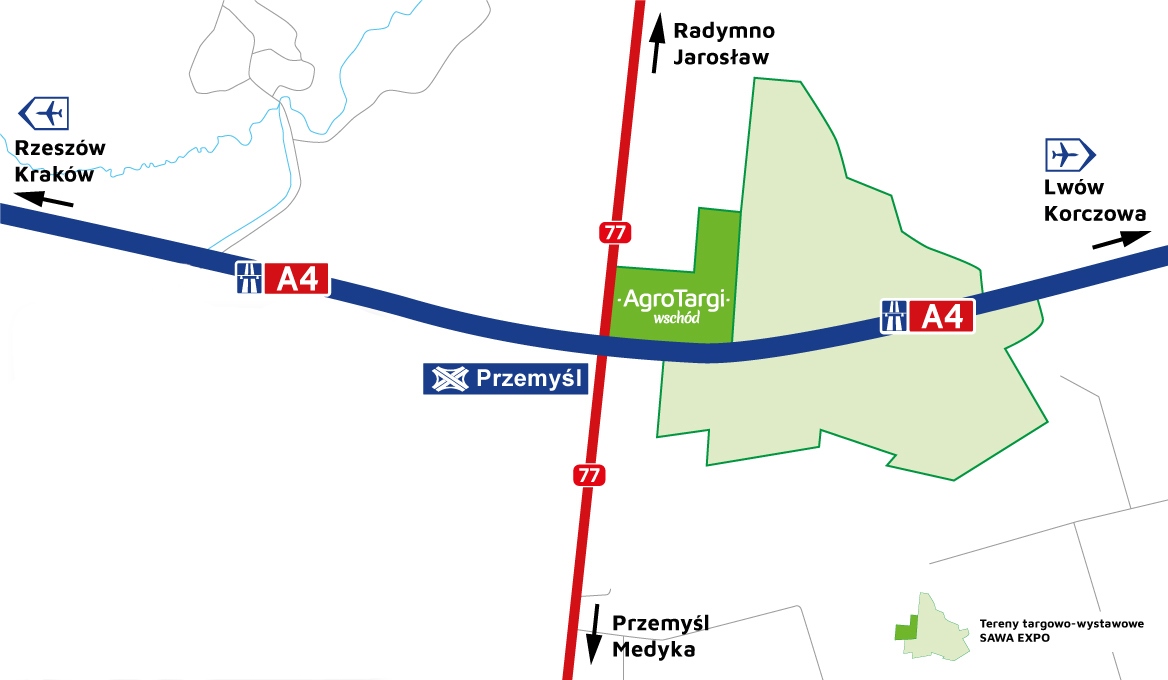 Radymno
Jarosław
Rzeszów
Kraków
Lwów
Korczowa
77
A4
·AgroTargi·
wschód
A4
Przemyśl
77
Przemyśl
Medyka
Tereny targowo-wystawowe
SAWA EXPO